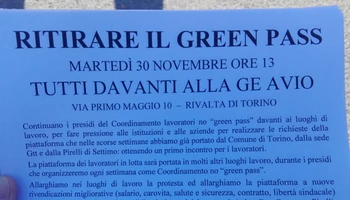 RITIRARE IL GREEN PASS
MARTEDÌ 30 NOVEMBRE ORE 13
TUTTI DAVANTI ALLA GE AVIO
VIA PRIMO MAGGIO 10 – RIVALTA DI TORINO
Continuano i presidi del Coordinamento lavoratori no “green pass” davanti ai luoghi di
lavoro, per fare pressione alle istituzioni e alle aziende per realizzare le richieste della
piattaforma che nelle scorse settimane abbiamo già portato dal Comune di Torino, dalla sede
Gtt e dalla Pirelli di Settimo: ottenendo un primo incontro per i lavoratori.
La piattaforma dei lavoratori in lotta sarà portata in molti altri luoghi lavoro, durante i presidi
che organizzeremo ogni settimana come Coordinamento no “green pass”.
Allarghiamo nei luoghi di lavoro la protesta ed allarghiamo la piattaforma a nuove
rivendicazioni migliorative (salario, carovita, salute e sicurezza, contratto, libertà sindacale)